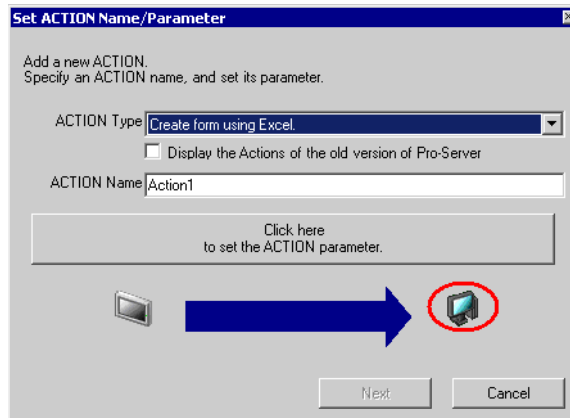 Set ACTION Name/Parameter
Add a new ACTION.
Specify an ACTION name, and set its parameter.
ACTION Type Create form using Excel.
Display the Actions of the old version of Pro-Server
ACTION Name Action1
Click here
to set the ACTION parameter.
Next Cancel